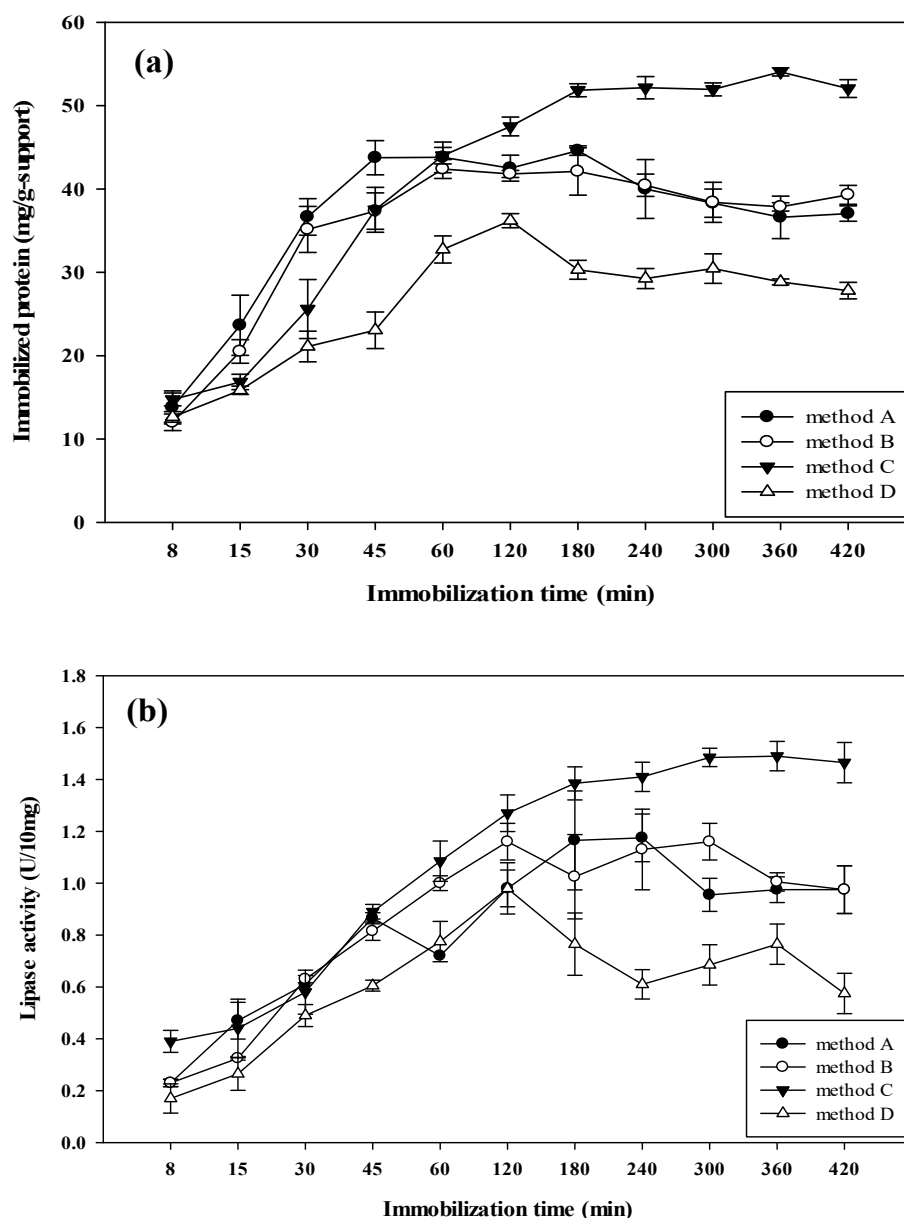 (a)
Immobilized protein (mg/g-support)
60
50
40
30
20
10
0
method A
method B
method C
method D
8 15 30 45 60 120 180 240 300 360 420
Immobilization time (min)
(b)
Lipase activity (U/10mg)
1.8
1.6
1.4
1.2
1.0
0.8
0.6
0.4
0.2
0.0
method A
method B
method C
method D
8 15 30 45 60 120 180 240 300 360 420
Immobilization time (min)